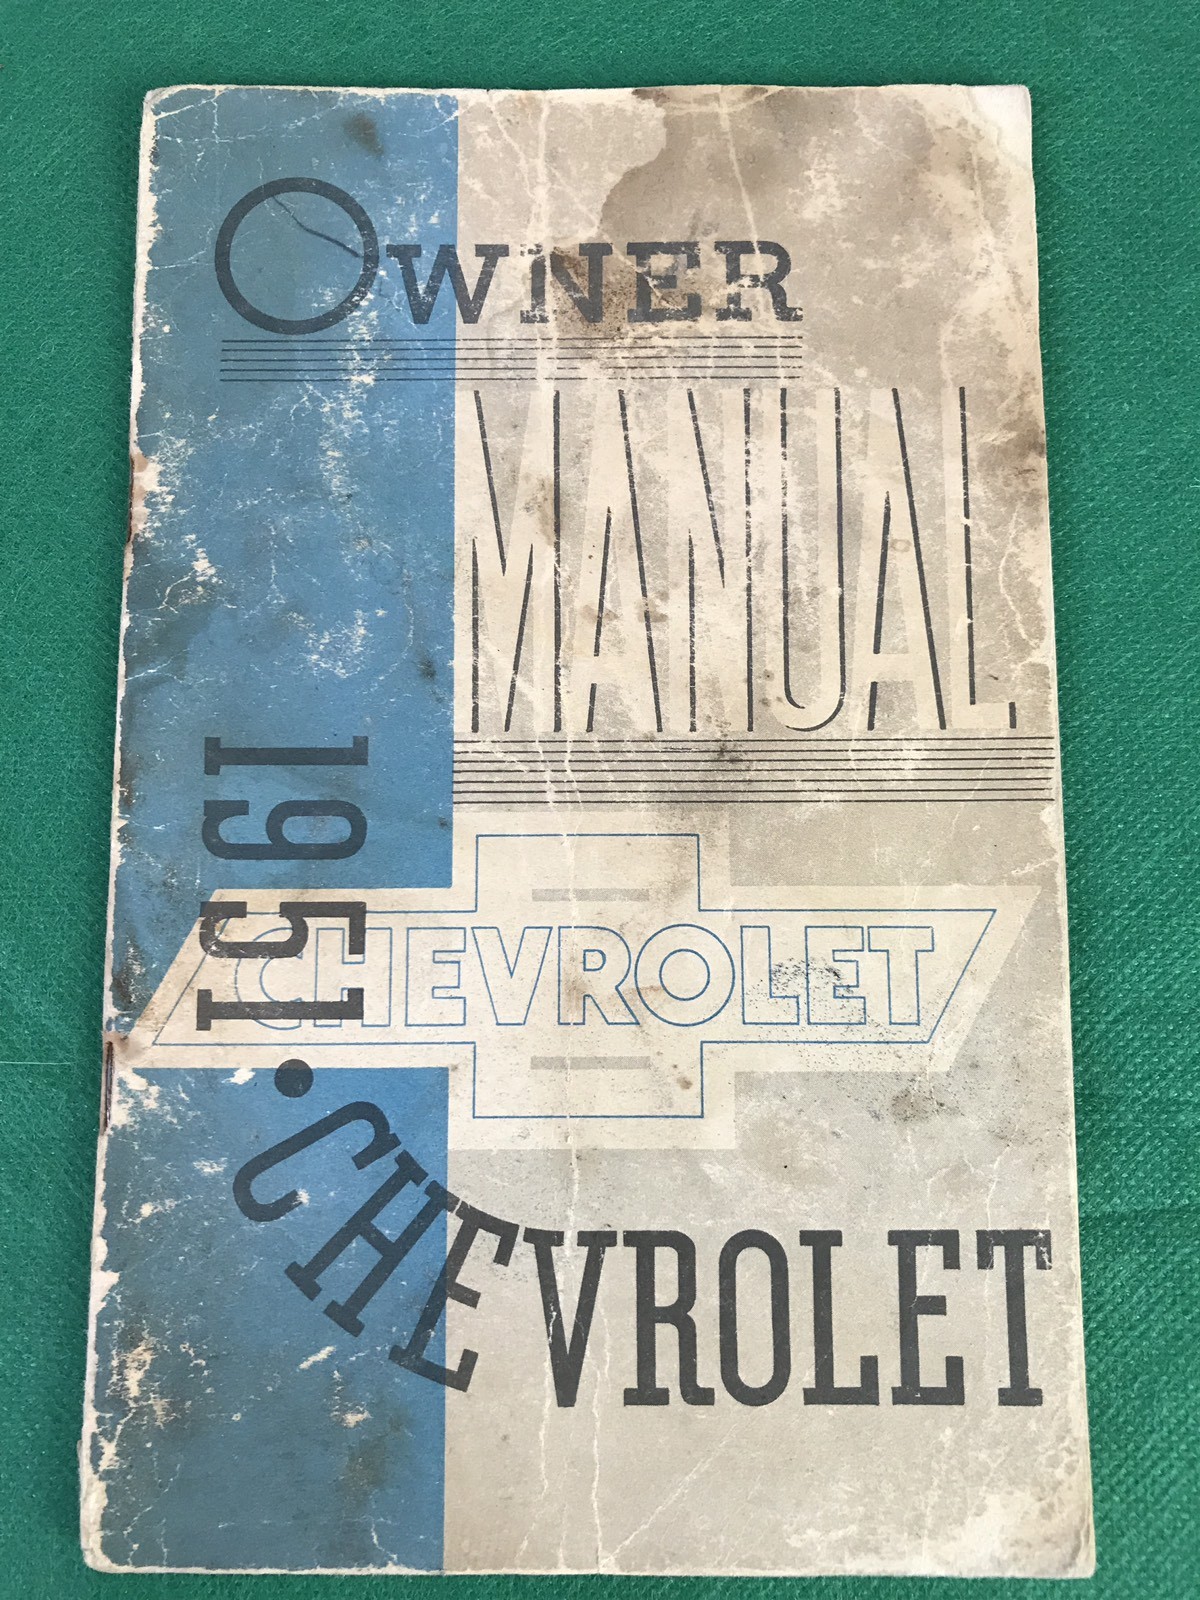 OWNER
MANUAL
CHEVROLET
1951 • CHEVROLET